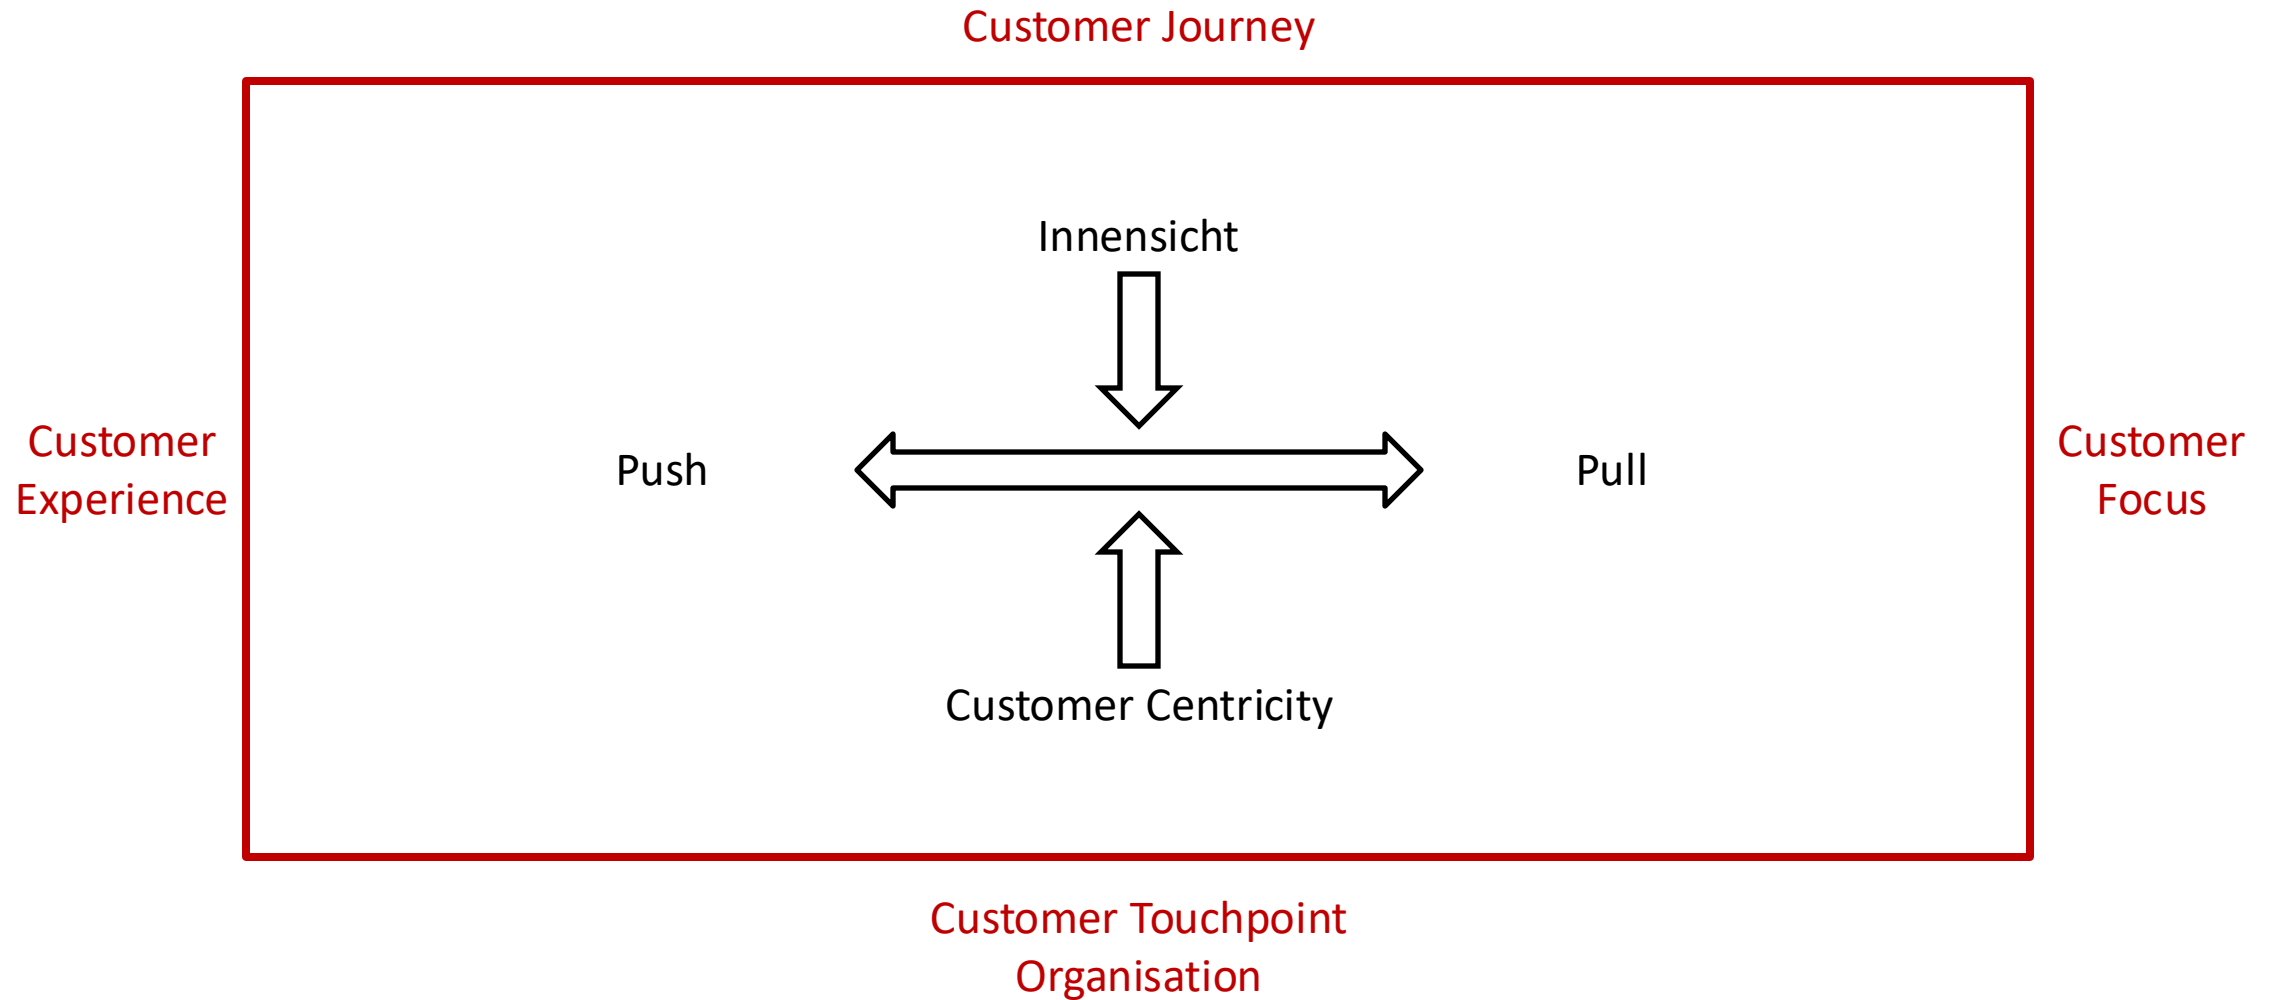 Customer Journey
Innensicht
Customer
Experience
Push
Pull
Customer
Focus
Customer Centricity
Customer Touchpoint
Organisation